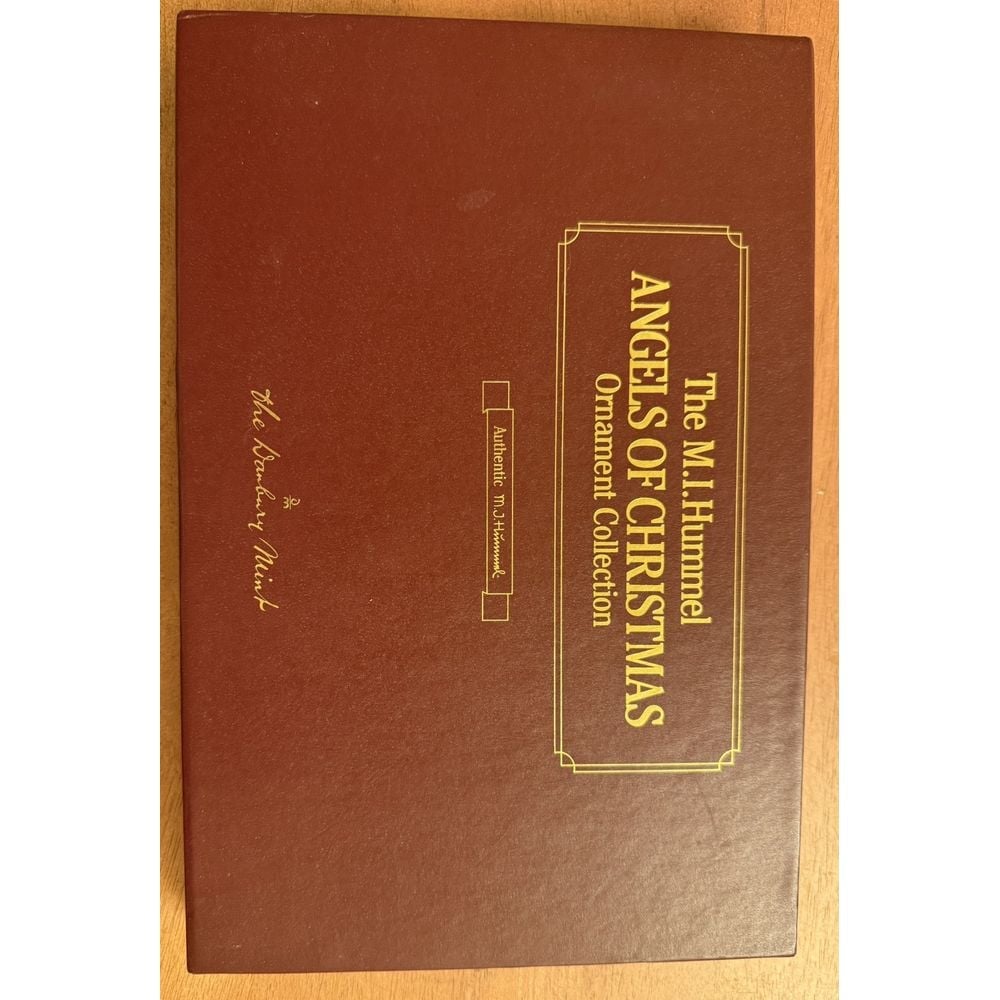 The M.I.Hummel
ANGELS OF CHRISTMAS
Ornament Collection
Authentic M.J.Hummel
The Danbury Mint